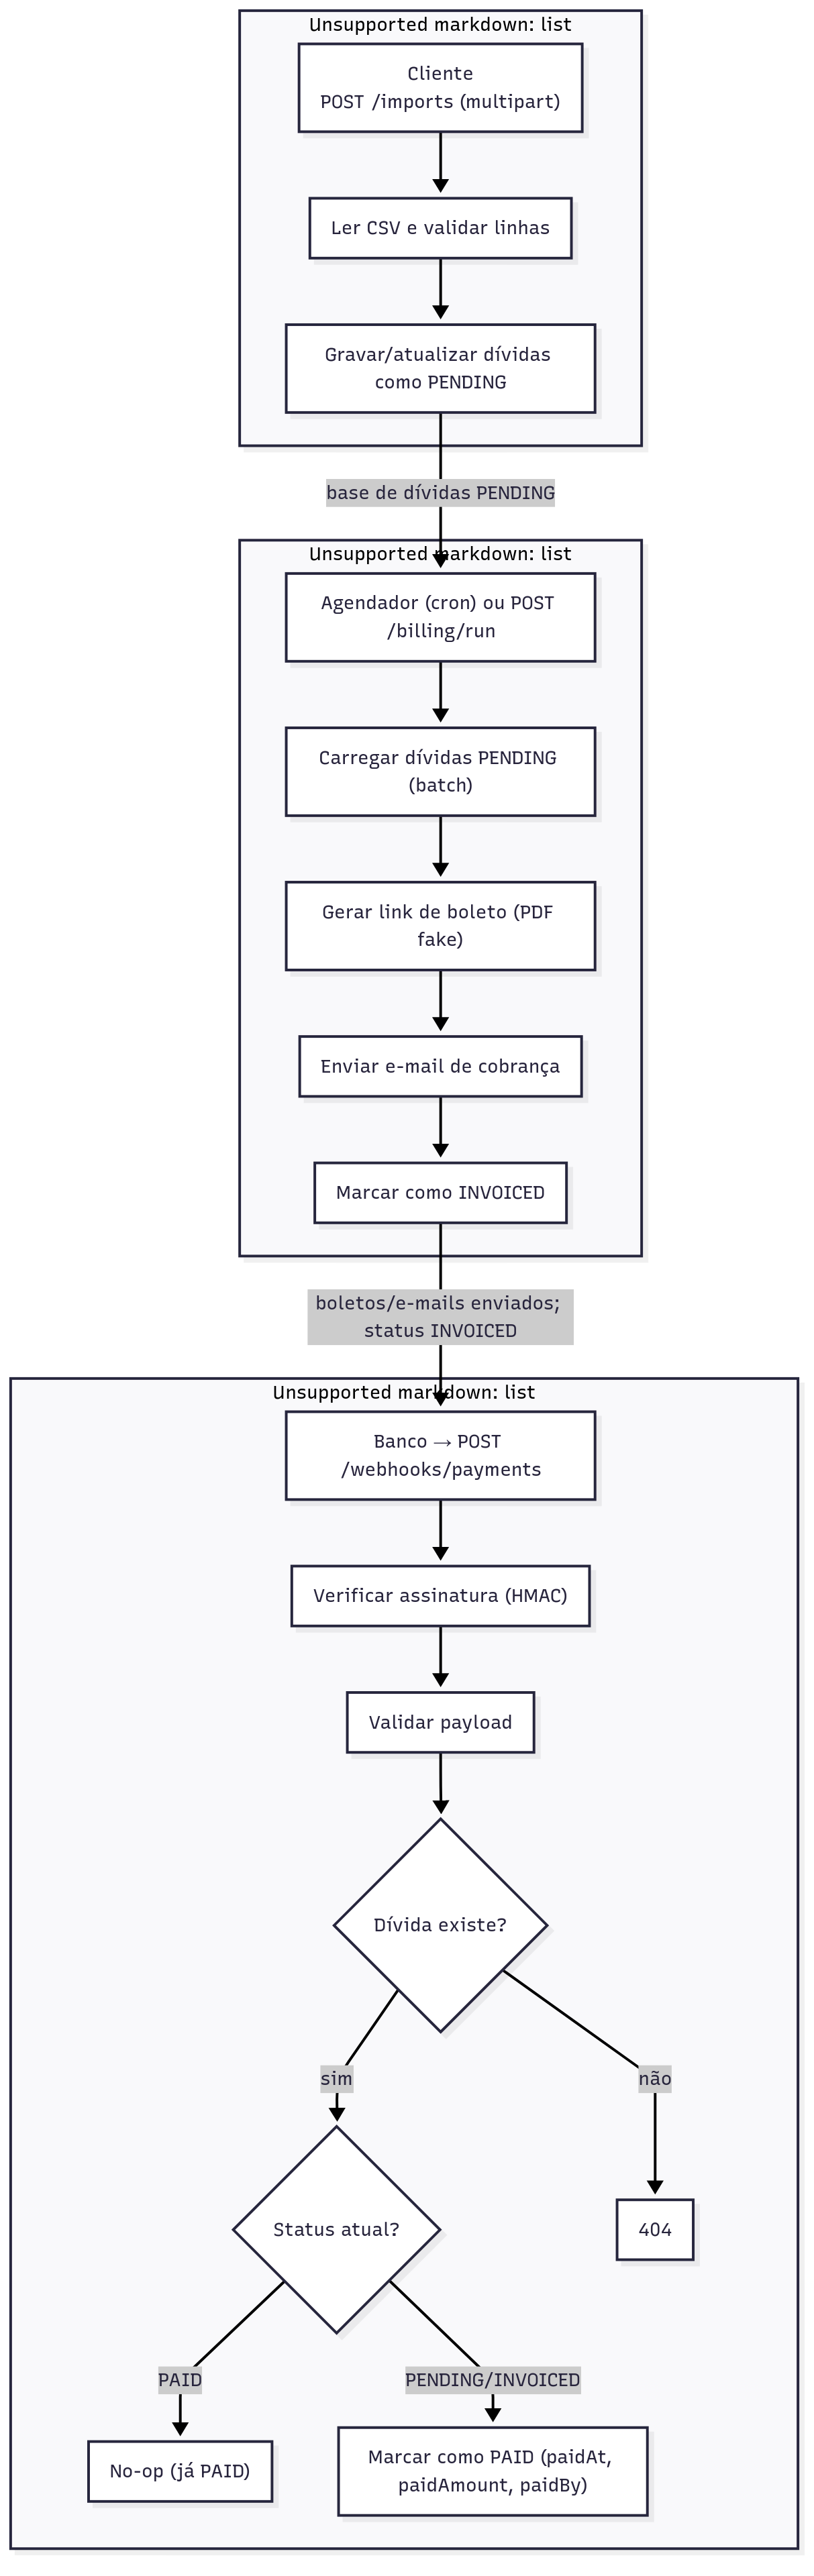 Unsupported markdown: list
Cliente
POST /imports (multipart)
Ler CSV e validar linhas
Gravar/atualizar dívidas
como PENDING
base de dívidas PENDING
Unsupported markdown: list
Agendador (cron) ou POST
/billing/run
Carregar dívidas PENDING
(batch)
Gerar link de boleto (PDF
fake)
Enviar e-mail de cobrança
Marcar como INVOICED
boletos/e-mails enviados;
status INVOICED
Unsupported markdown: list
Banco → POST
/webhooks/payments
Verificar assinatura (HMAC)
Validar payload
Dívida existe?
sim
não
Status atual?
404
PAID
PENDING/INVOICED
No-op (já PAID)
Marcar como PAID (paidAt,
paidAmount, paidBy)